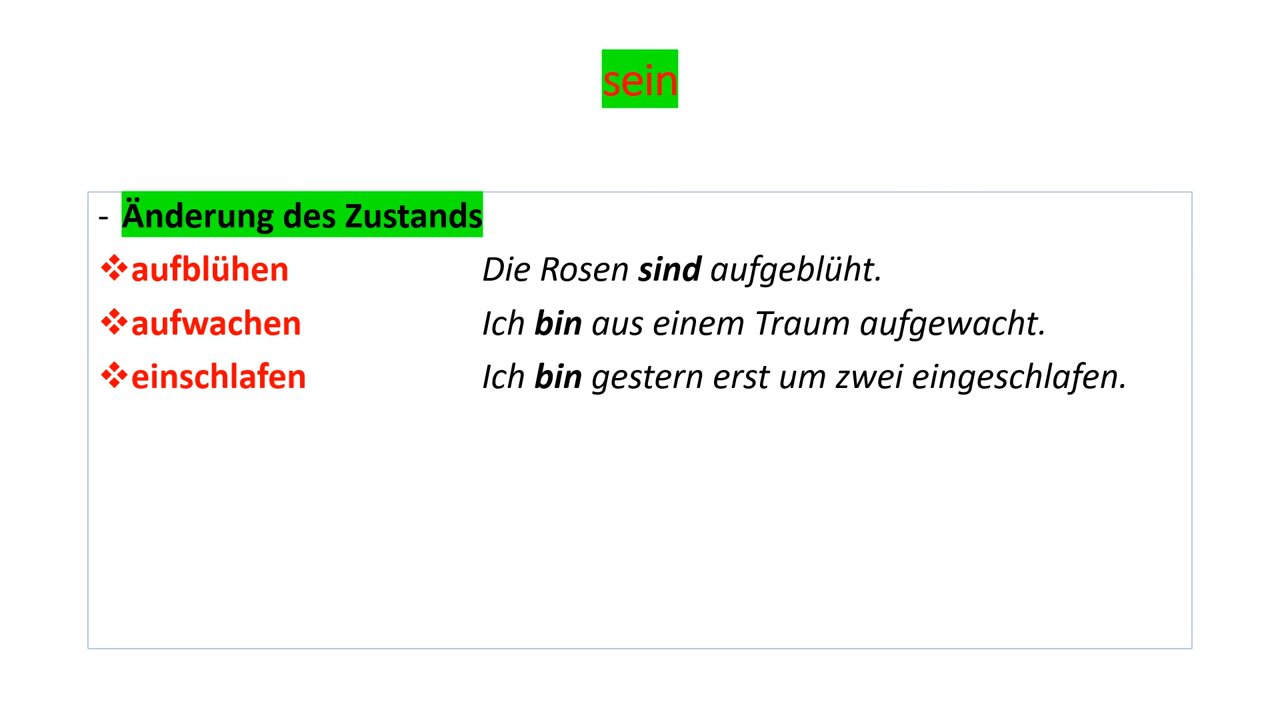 sein
- Änderung des Zustands
❖aufblühen Die Rosen sind aufgeblüht.
❖aufwachen Ich bin aus einem Traum aufgewacht.
❖einschlafen Ich bin gestern erst um zwei eingeschlafen.